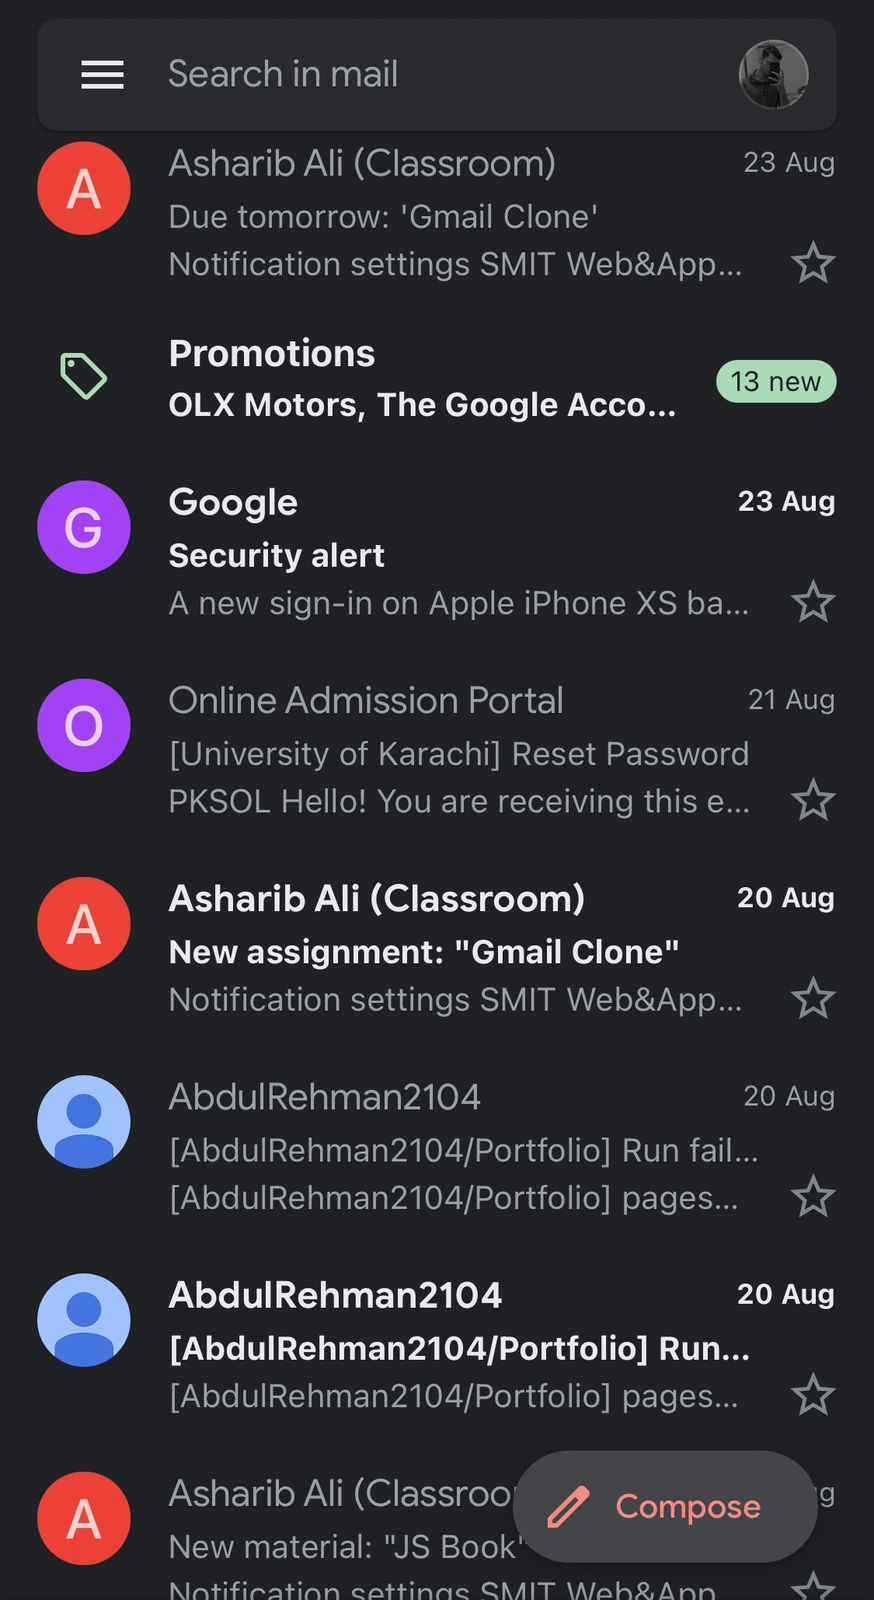 Search in mail
A
Asharib Ali (Classroom)
23 Aug
Due tomorrow: 'Gmail Clone'
Notification settings SMIT Web&App...
Promotions
OLX Motors, The Google Acco...
13 new
G
Google
23 Aug
Security alert
A new sign-in on Apple iPhone XS ba...
O
Online Admission Portal
21 Aug
[University of Karachi] Reset Password
PKSOL Hello! You are receiving this e...
A
Asharib Ali (Classroom)
20 Aug
New assignment: "Gmail Clone"
Notification settings SMIT Web&App...
AbdulRehman2104
20 Aug
[AbdulRehman2104/Portfolio] Run fail...
[AbdulRehman2104/Portfolio] pages...
AbdulRehman2104
20 Aug
[AbdulRehman2104/Portfolio] Run...
[AbdulRehman2104/Portfolio] pages...
A
Asharib Ali
Compose
New material: "JS Book"
Notification settings SMIT Web&App